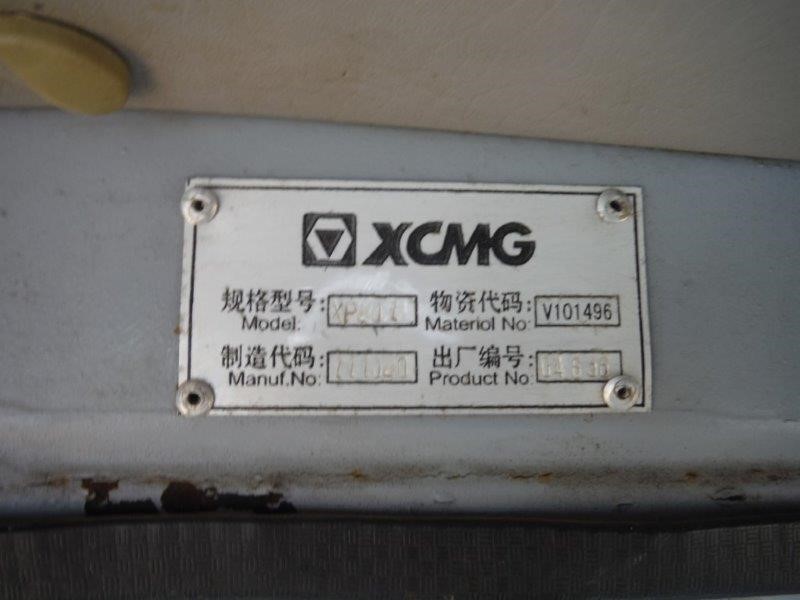 XCMG
规格型号: 物资代码: V101496
Model: Materiol No:
制造代码: 出厂编号:
Manuf.No: Product No: